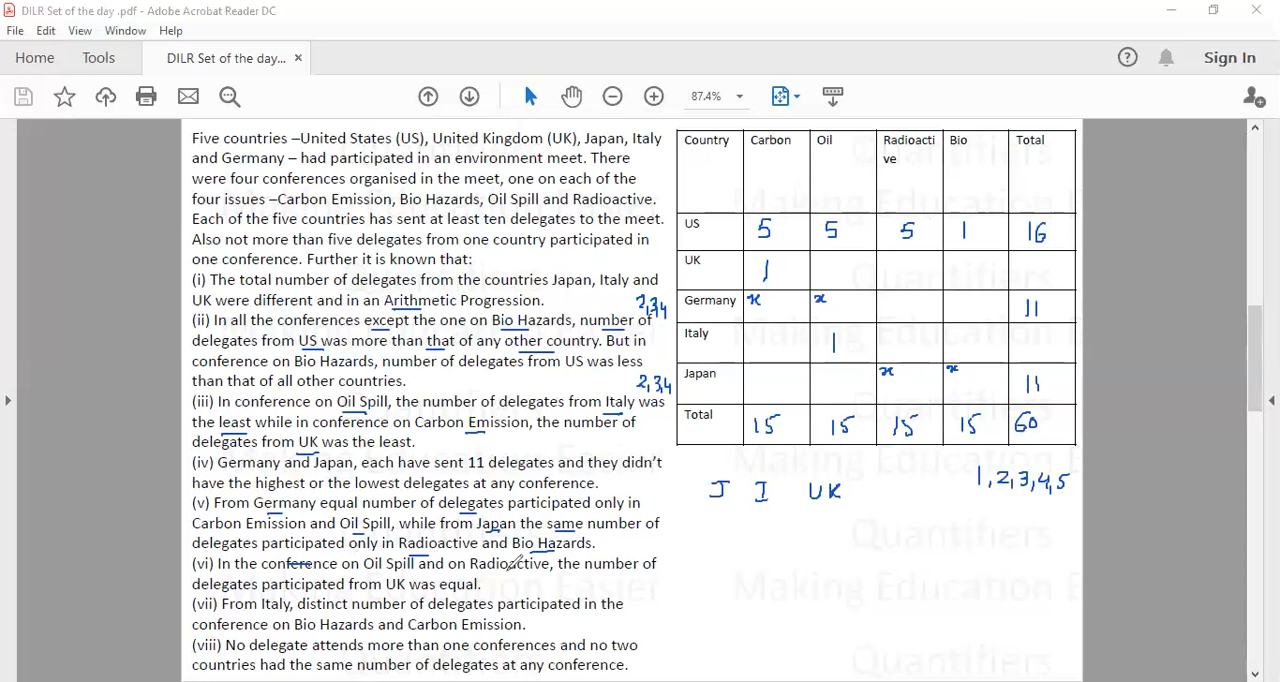 DILR Set of the day .pdf - Adobe Acrobat Reader DC
File Edit View Window Help
Home Tools DILR Set of the day... × Sign In
87.4%
Five countries –United States (US), United Kingdom (UK), Japan, Italy
and Germany – had participated in an environment meet. There
were four conferences organised in the meet, one on each of the
four issues –Carbon Emission, Bio Hazards, Oil Spill and Radioactive.
Each of the five countries has sent at least ten delegates to the meet.
Also not more than five delegates from one country participated in
one conference. Further it is known that:
(i) The total number of delegates from the countries Japan, Italy and
UK were different and in an Arithmetic Progression.
(ii) In all the conferences except the one on Bio Hazards, number of
delegates from US was more than that of any other country. But in
conference on Bio Hazards, number of delegates from US was less
than that of all other countries.
(iii) In conference on Oil Spill, the number of delegates from Italy was
the least while in conference on Carbon Emission, the number of
delegates from UK was the least.
(iv) Germany and Japan, each have sent 11 delegates and they didn't
have the highest or the lowest delegates at any conference.
(v) From Germany equal number of delegates participated only in
Carbon Emission and Oil Spill, while from Japan the same number of
delegates participated only in Radioactive and Bio Hazards.
(vi) In the conference on Oil Spill and on Radioactive, the number of
delegates participated from UK was equal.
(vii) From Italy, distinct number of delegates participated in the
conference on Bio Hazards and Carbon Emission.
(viii) No delegate attends more than one conferences and no two
countries had the same number of delegates at any conference.
Country Carbon Oil Radioacti Bio Total
ve
US 5 5 5 1 16
UK 1
2,3,4 Germany x x 11
Italy 1
2,3,4 Japan x x 11
Total 15 15 15 15 60
J I UK 1,2,3,4,5
Quantifiers
Making Education Easier
Quantifiers
Making Education Easier
Quantifiers
Making Education Easier
Quantifiers